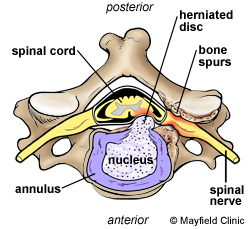 posterior
herniated
disc
spinal cord
bone
spurs
nucleus
annulus
spinal
nerve
anterior
© Mayfield Clinic